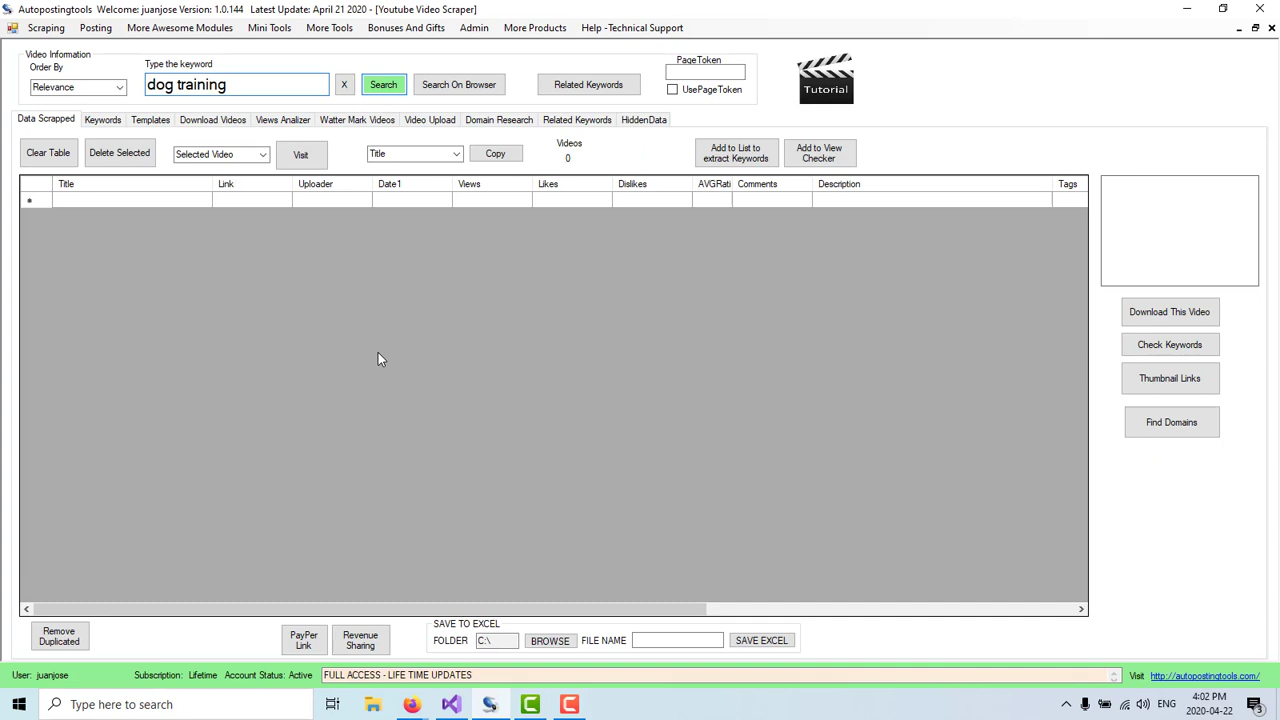 Autopostingtools Welcome: juanjose Version: 1.0.144 Latest Update: April 21 2020 - [Youtube Video Scraper]
Scraping Posting More Awesome Modules Mini Tools More Tools Bonuses And Gifts Admin More Products Help -Technical Support
Video Information
Order By
Relevance
Type the keyword
dog training
X
Search
Search On Browser
Related Keywords
PageToken
UsePageToken
Tutorial
Data Scrapped Keywords Templates Download Videos Views Analizer Watter Mark Videos Video Upload Domain Research Related Keywords HiddenData
Clear Table
Delete Selected
Selected Video
Visit
Title
Copy
Videos
0
Add to List to
extract Keywords
Add to View
Checker
Title Link Uploader Date1 Views Likes Dislikes AVGRati Comments Description Tags
Download This Video
Check Keywords
Thumbnail Links
Find Domains
Remove
Duplicated
PayPer
Link
Revenue
Sharing
SAVE TO EXCEL
FOLDER C:\ BROWSE FILE NAME SAVE EXCEL
User: juanjose Subscription: Lifetime Account Status: Active FULL ACCESS - LIFE TIME UPDATES Visit http://autopostingtools.com/
Type here to search
ENG
4:02 PM
2020-04-22
3